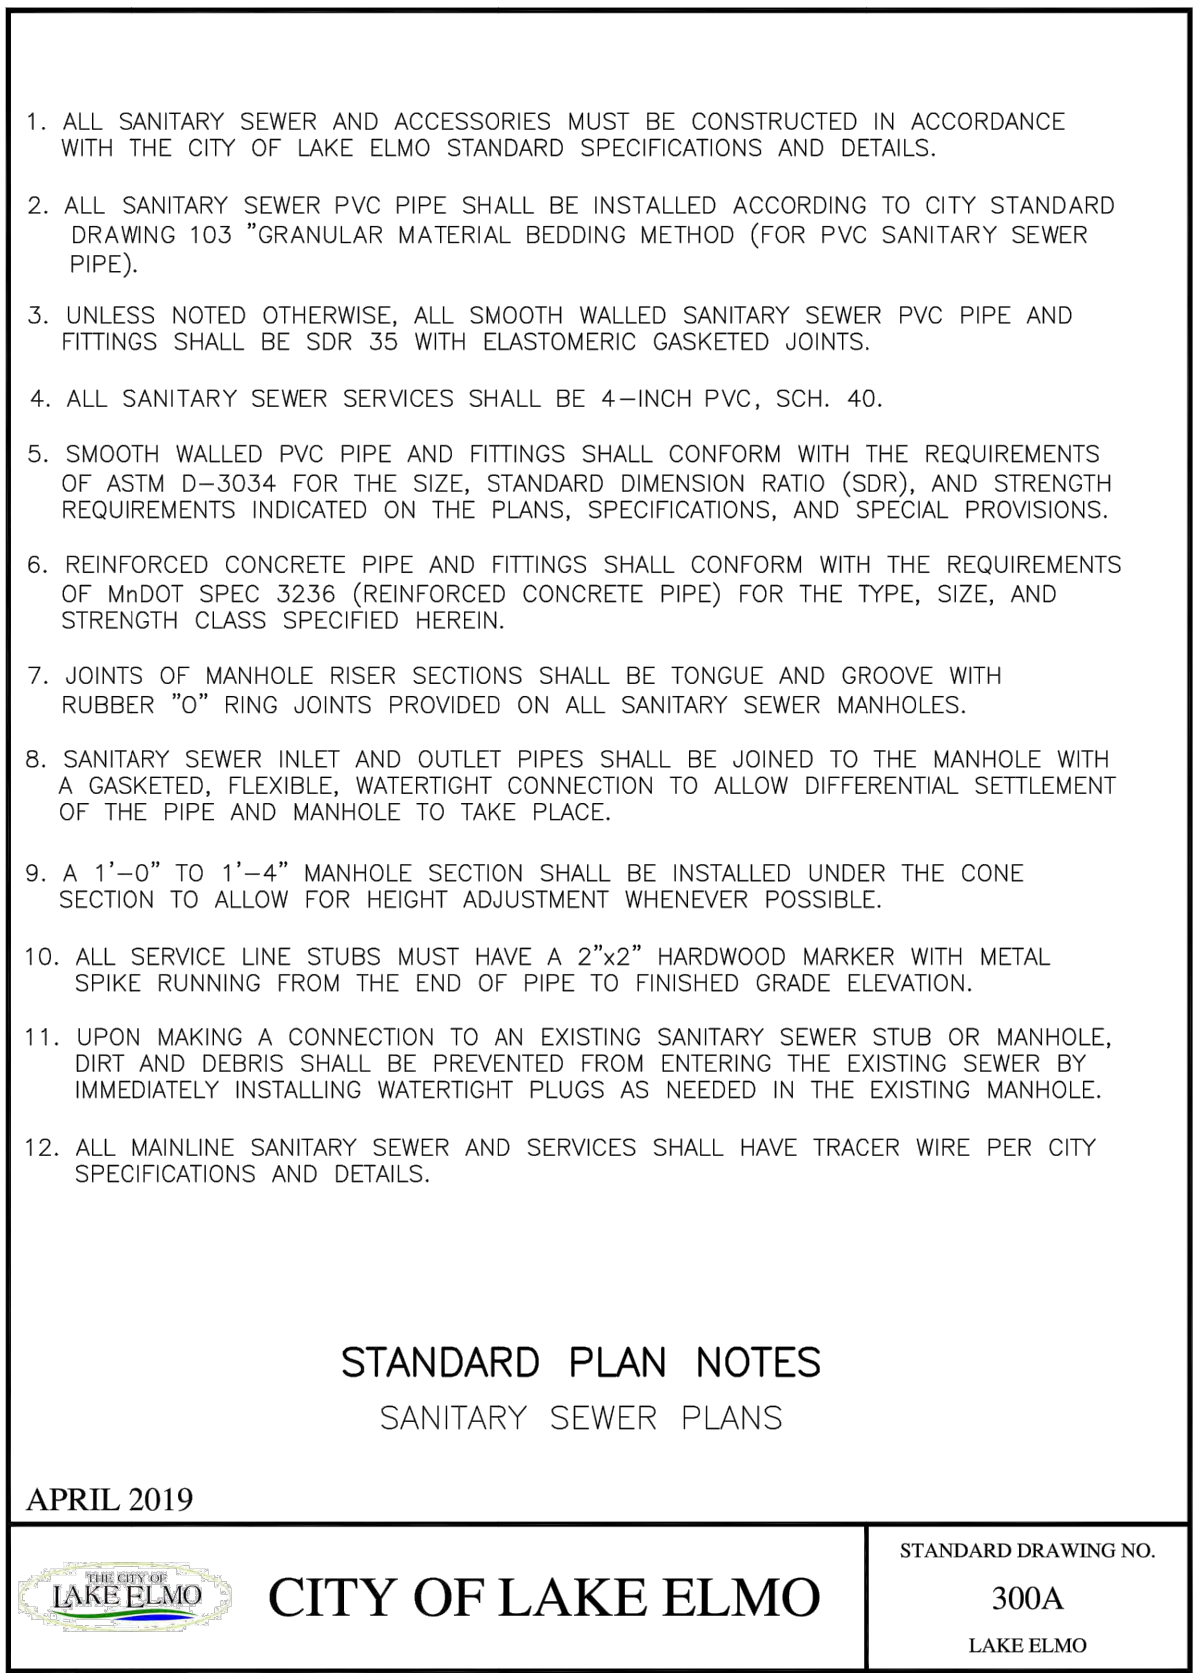 1. ALL SANITARY SEWER AND ACCESSORIES MUST BE CONSTRUCTED IN ACCORDANCE
WITH THE CITY OF LAKE ELMO STANDARD SPECIFICATIONS AND DETAILS.
2. ALL SANITARY SEWER PVC PIPE SHALL BE INSTALLED ACCORDING TO CITY STANDARD
DRAWING 103 "GRANULAR MATERIAL BEDDING METHOD (FOR PVC SANITARY SEWER
PIPE).
3. UNLESS NOTED OTHERWISE, ALL SMOOTH WALLED SANITARY SEWER PVC PIPE AND
FITTINGS SHALL BE SDR 35 WITH ELASTOMERIC GASKETED JOINTS.
4. ALL SANITARY SEWER SERVICES SHALL BE 4-INCH PVC, SCH. 40.
5. SMOOTH WALLED PVC PIPE AND FITTINGS SHALL CONFORM WITH THE REQUIREMENTS
OF ASTM D-3034 FOR THE SIZE, STANDARD DIMENSION RATIO (SDR), AND STRENGTH
REQUIREMENTS INDICATED ON THE PLANS, SPECIFICATIONS, AND SPECIAL PROVISIONS.
6. REINFORCED CONCRETE PIPE AND FITTINGS SHALL CONFORM WITH THE REQUIREMENTS
OF MnDOT SPEC 3236 (REINFORCED CONCRETE PIPE) FOR THE TYPE, SIZE, AND
STRENGTH CLASS SPECIFIED HEREIN.
7. JOINTS OF MANHOLE RISER SECTIONS SHALL BE TONGUE AND GROOVE WITH
RUBBER "O" RING JOINTS PROVIDED ON ALL SANITARY SEWER MANHOLES.
8. SANITARY SEWER INLET AND OUTLET PIPES SHALL BE JOINED TO THE MANHOLE WITH
A GASKETED, FLEXIBLE, WATERTIGHT CONNECTION TO ALLOW DIFFERENTIAL SETTLEMENT
OF THE PIPE AND MANHOLE TO TAKE PLACE.
9. A 1'-0" TO 1'-4" MANHOLE SECTION SHALL BE INSTALLED UNDER THE CONE
SECTION TO ALLOW FOR HEIGHT ADJUSTMENT WHENEVER POSSIBLE.
10. ALL SERVICE LINE STUBS MUST HAVE A 2"x2" HARDWOOD MARKER WITH METAL
SPIKE RUNNING FROM THE END OF PIPE TO FINISHED GRADE ELEVATION.
11. UPON MAKING A CONNECTION TO AN EXISTING SANITARY SEWER STUB OR MANHOLE,
DIRT AND DEBRIS SHALL BE PREVENTED FROM ENTERING THE EXISTING SEWER BY
IMMEDIATELY INSTALLING WATERTIGHT PLUGS AS NEEDED IN THE EXISTING MANHOLE.
12. ALL MAINLINE SANITARY SEWER AND SERVICES SHALL HAVE TRACER WIRE PER CITY
SPECIFICATIONS AND DETAILS.
STANDARD PLAN NOTES
SANITARY SEWER PLANS
APRIL 2019
THE CITY OF
LAKE ELMO
CITY OF LAKE ELMO
STANDARD DRAWING NO.
300A
LAKE ELMO